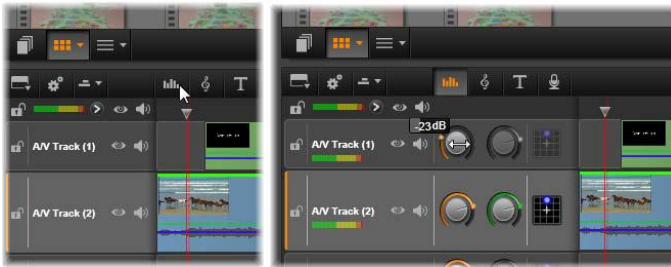 T
A/V Track (1)
A/V Track (2)
T
-23dB
A/V Track (1)
A/V Track (2)